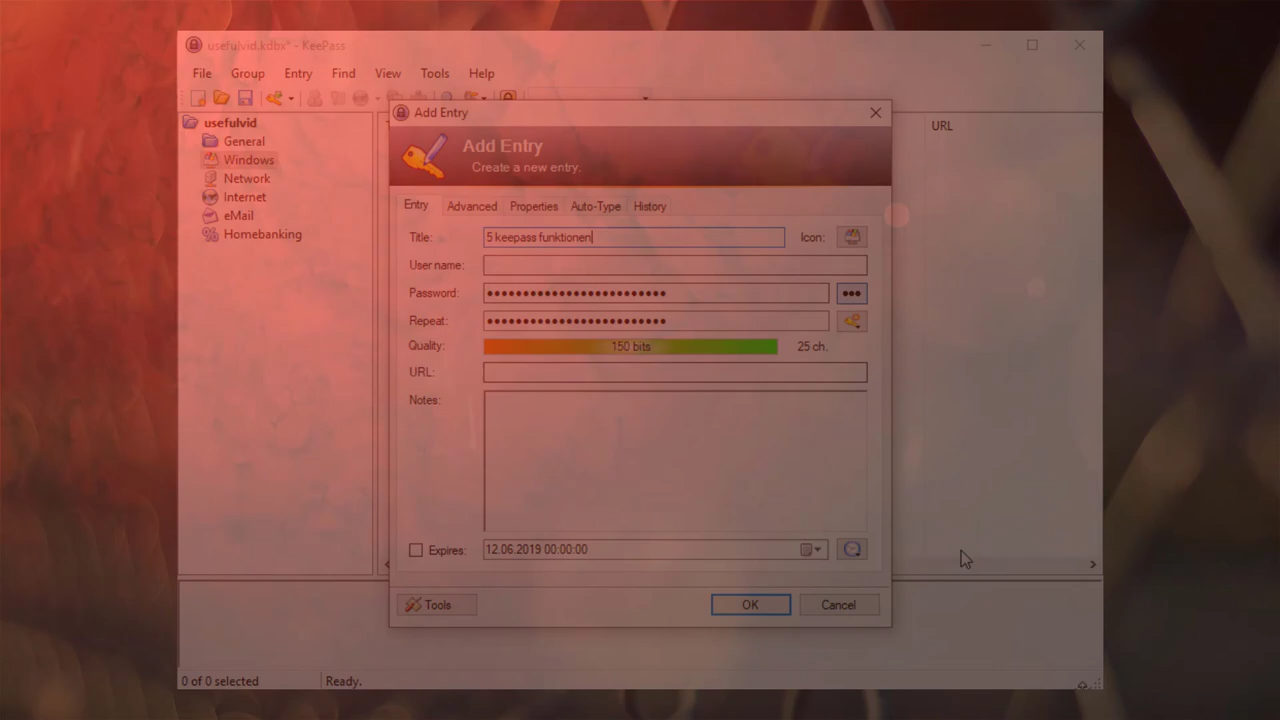 usefulvid.kdbx* - KeePass
File Group Entry Find View Tools Help
Add Entry
Add Entry
Create a new entry.
usefulvid
General
Windows
Network
Internet
eMail
Homebanking
URL
Entry Advanced Properties Auto-Type History
Title: 5 keepass funktionen Icon:
User name:
Password: •••••••••••••••••••••••••
Repeat: •••••••••••••••••••••••••
Quality: 150 bits 25 ch.
URL:
Notes:
Expires: 12.06.2019 00:00:00
Tools OK Cancel
0 of 0 selected Ready.